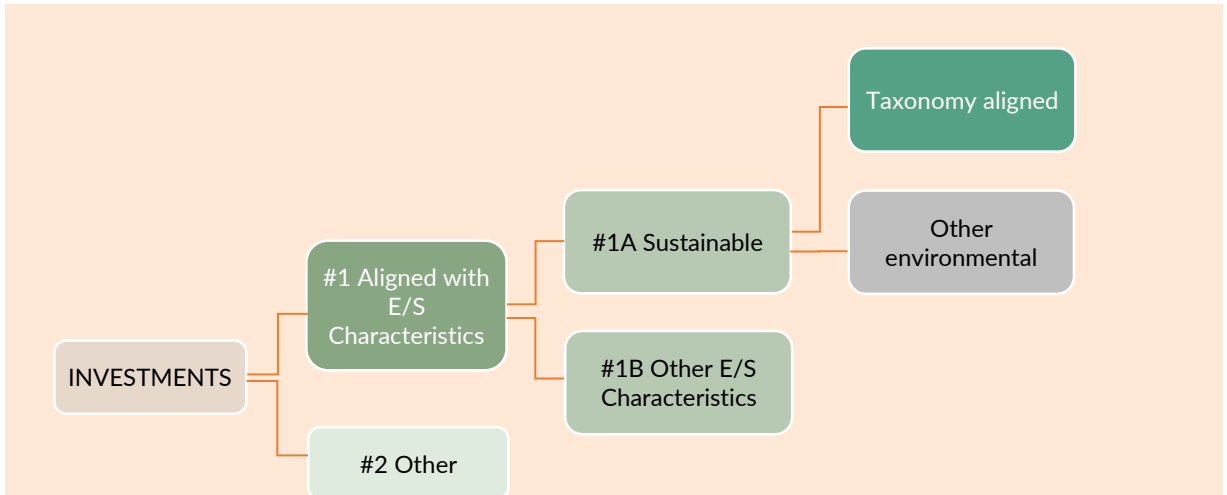 Taxonomy aligned
Other
environmental
#1A Sustainable
#1 Aligned with
E/S
Characteristics
#1B Other E/S
Characteristics
INVESTMENTS
#2 Other